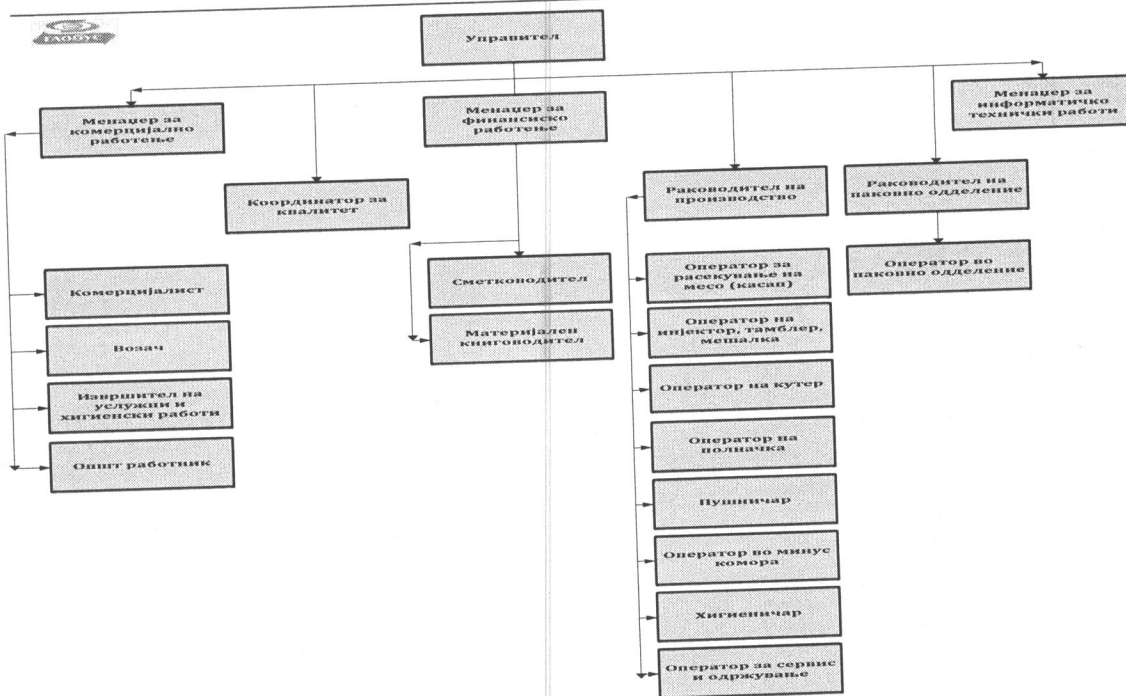 ГЛОБУС
Управител
Менаџер за
комерцијално
работење
Менаџер за
финансиско
работење
Менаџер за
информатичко
технички работи
Координатор за
квалитет
Раководител на
производство
Раководител на
паковно одделение
Комерцијалист
Возач
Извршител на
услужни и
хигиенски работи
Општ работник
Сметководител
Материјален
книговодител
Оператор за
расекување на
месо (касап)
Оператор на
инјектор, тамблер,
мешалка
Оператор на кутер
Оператор на
полначка
Пушничар
Оператор во минус
комора
Хигиеничар
Оператор за сервис
и одржување
Оператор во
паковно одделение